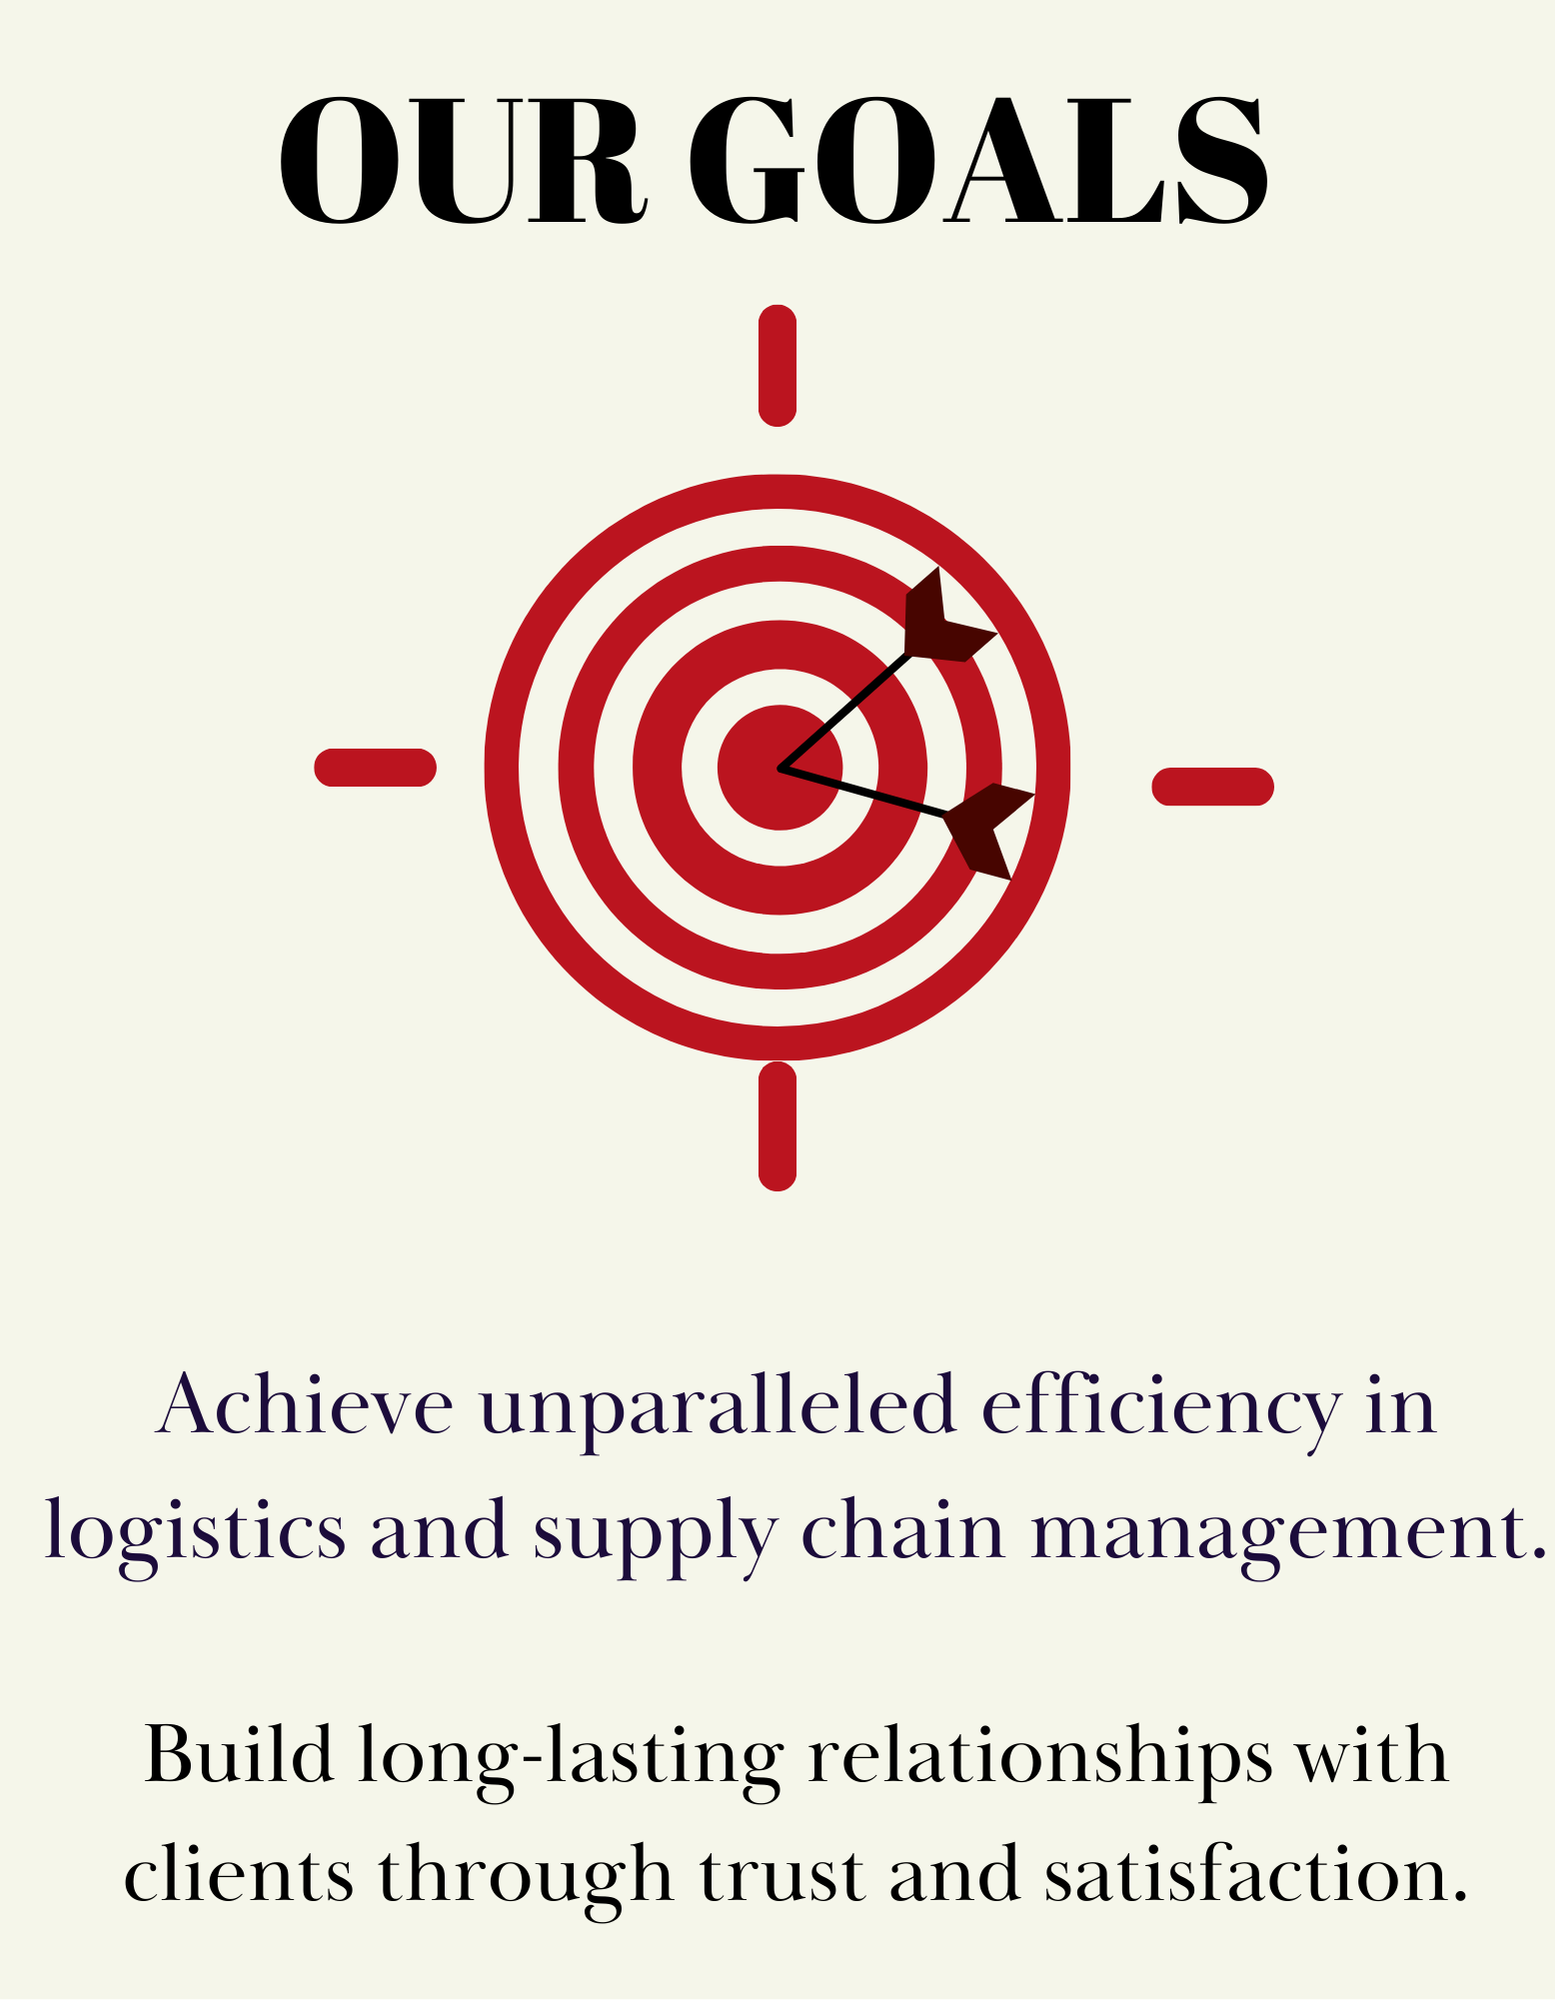 OUR GOALS
Achieve unparalleled efficiency in
logistics and supply chain management.
Build long-lasting relationships with
clients through trust and satisfaction.